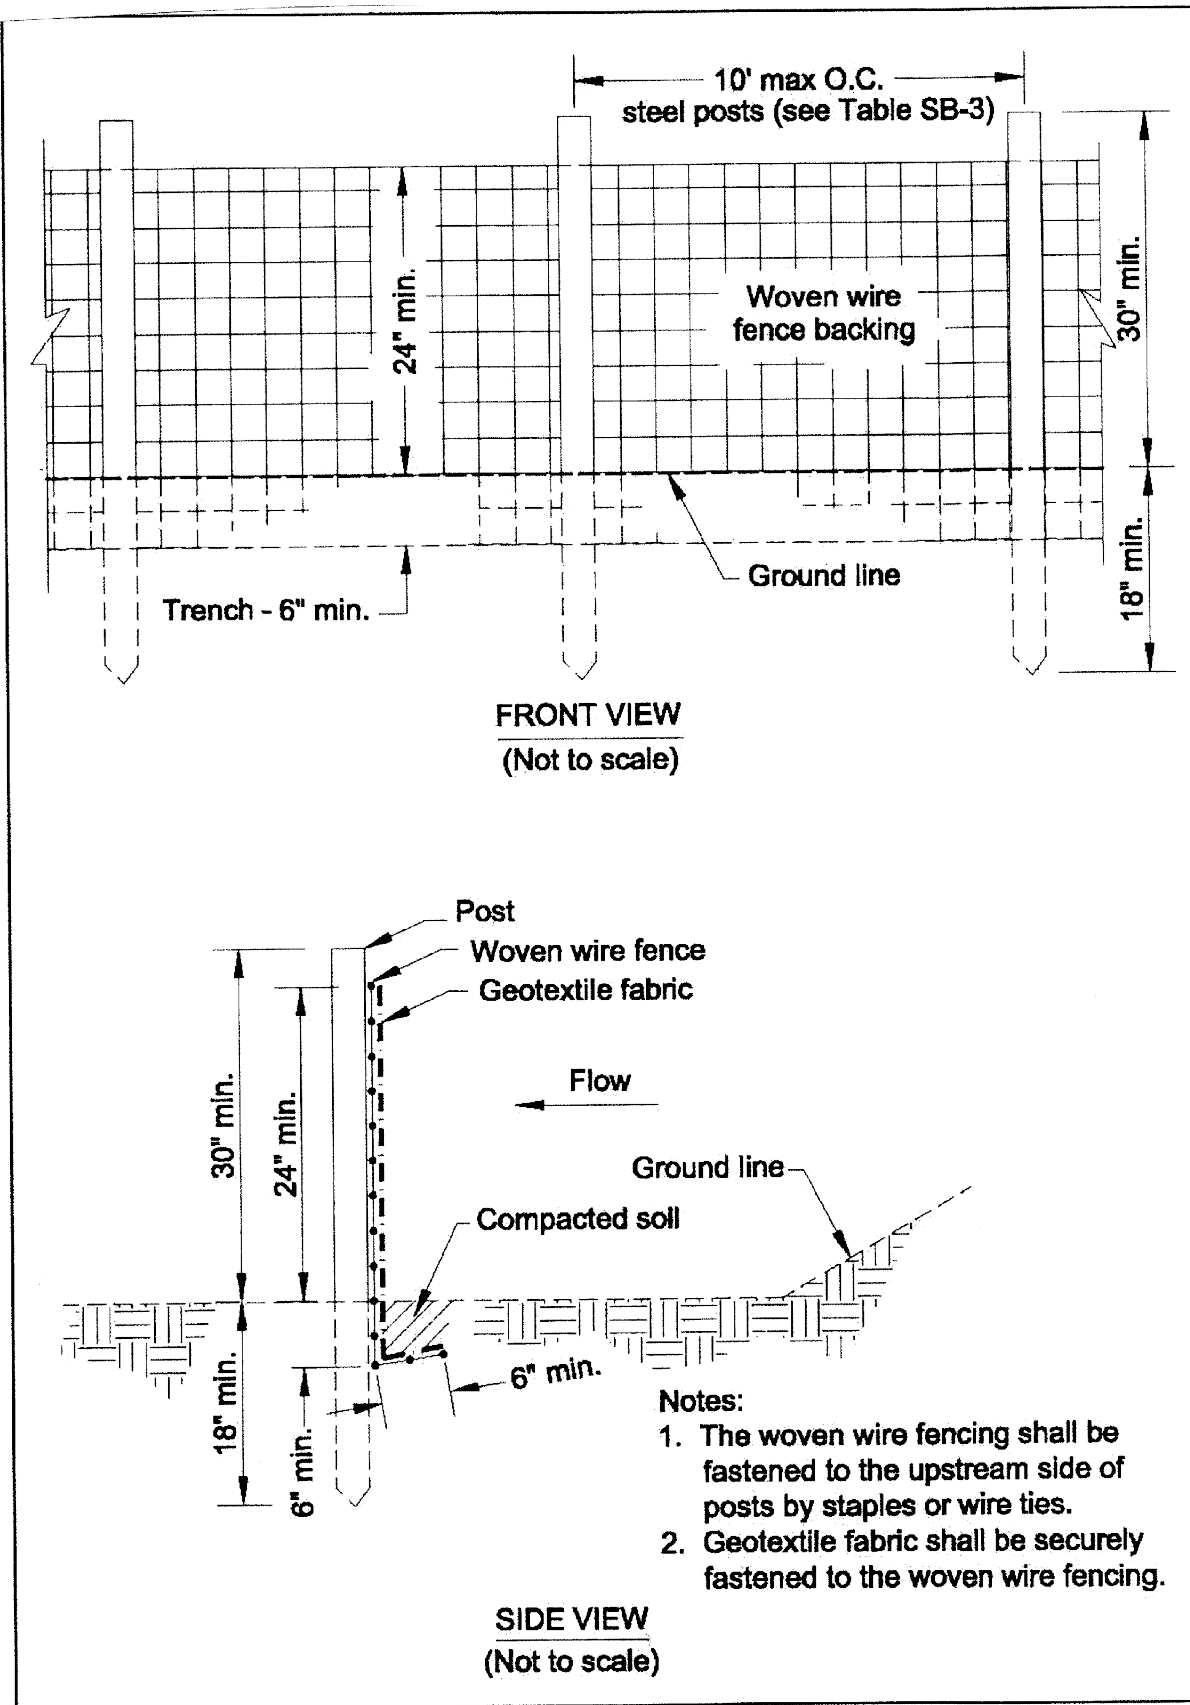 10' max O.C.
steel posts (see Table SB-3)
24" min.
Woven wire
fence backing
30" min.
18" min.
Ground line
Trench - 6" min.
FRONT VIEW
(Not to scale)
Post
Woven wire fence
Geotextile fabric
Flow
30" min.
24" min.
Ground line
Compacted soil
18" min.
6" min.
6" min.
Notes:
1. The woven wire fencing shall be
fastened to the upstream side of
posts by staples or wire ties.
2. Geotextile fabric shall be securely
fastened to the woven wire fencing.
SIDE VIEW
(Not to scale)